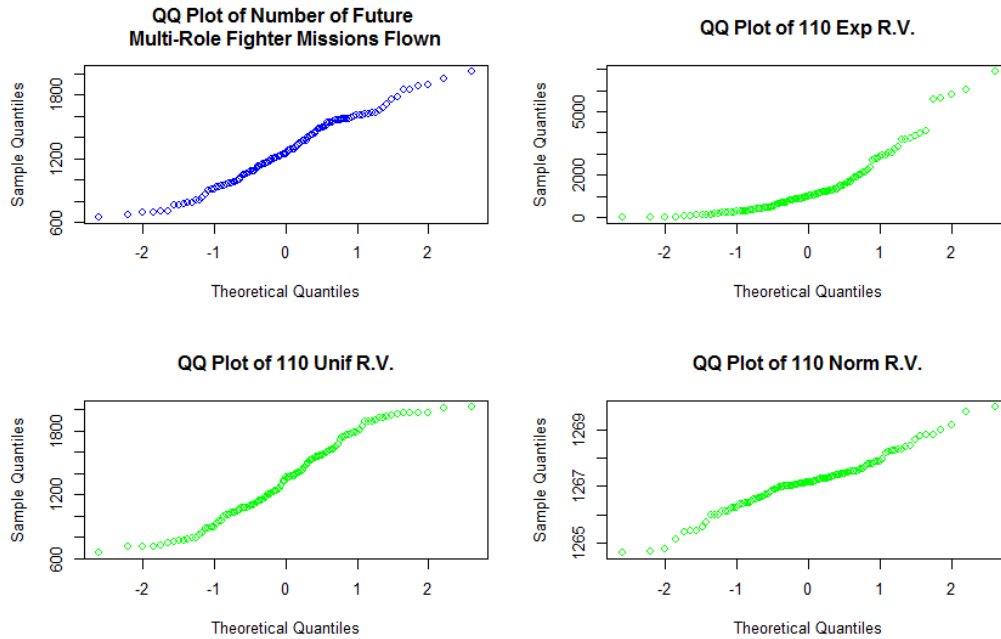 QQ Plot of Number of Future
Multi-Role Fighter Missions Flown
Sample Quantiles
600 1200 1800
-2 -1 0 1 2
Theoretical Quantiles
QQ Plot of 110 Exp R.V.
Sample Quantiles
0 2000 5000
-2 -1 0 1 2
Theoretical Quantiles
QQ Plot of 110 Unif R.V.
Sample Quantiles
600 1200 1800
-2 -1 0 1 2
Theoretical Quantiles
QQ Plot of 110 Norm R.V.
Sample Quantiles
1265 1267 1269
-2 -1 0 1 2
Theoretical Quantiles